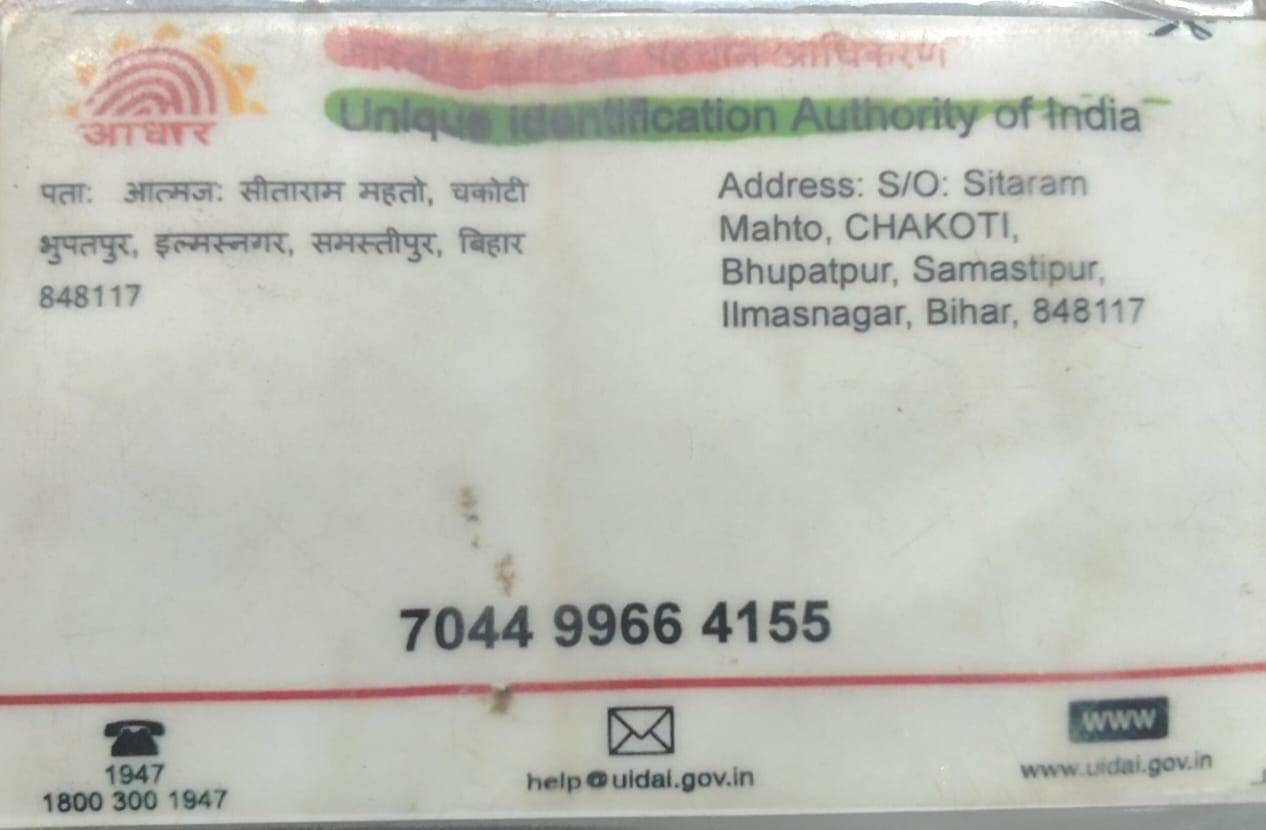 आधार
पहचान प्राधिकरण
Unique Identification Authority of India
पता: आत्मज: सीताराम महतो, चकोटी
भुपतपुर, इल्मस्नगर, समस्तीपुर, बिहार
848117
Address: S/O: Sitaram
Mahto, CHAKOTI,
Bhupatpur, Samastipur,
Ilmasnagar, Bihar, 848117
7044 9966 4155
1947
1800 300 1947
help@uidai.gov.in
www
www.uidai.gov.in